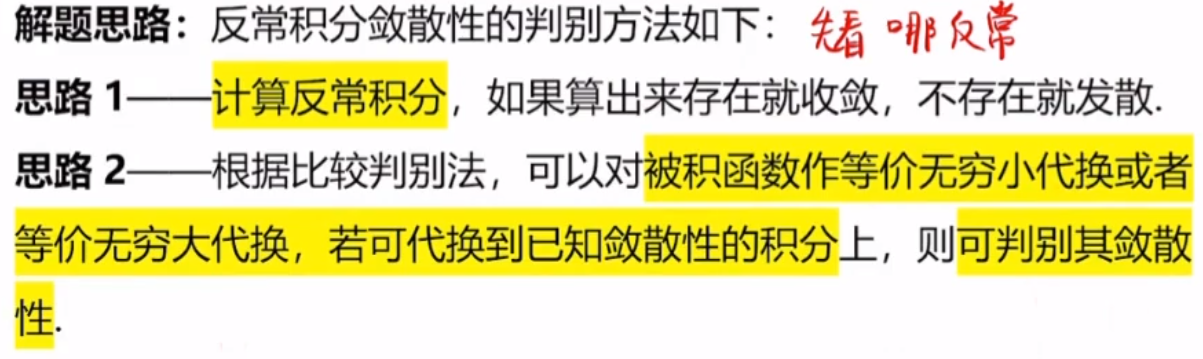 解题思路：反常积分敛散性的判别方法如下： 先看 哪反常
思路 1——计算反常积分，如果算出来存在就收敛，不存在就发散.
思路 2——根据比较判别法，可以对被积函数作等价无穷小代换或者
等价无穷大代换，若可代换到已知敛散性的积分上，则可判别其敛散
性.